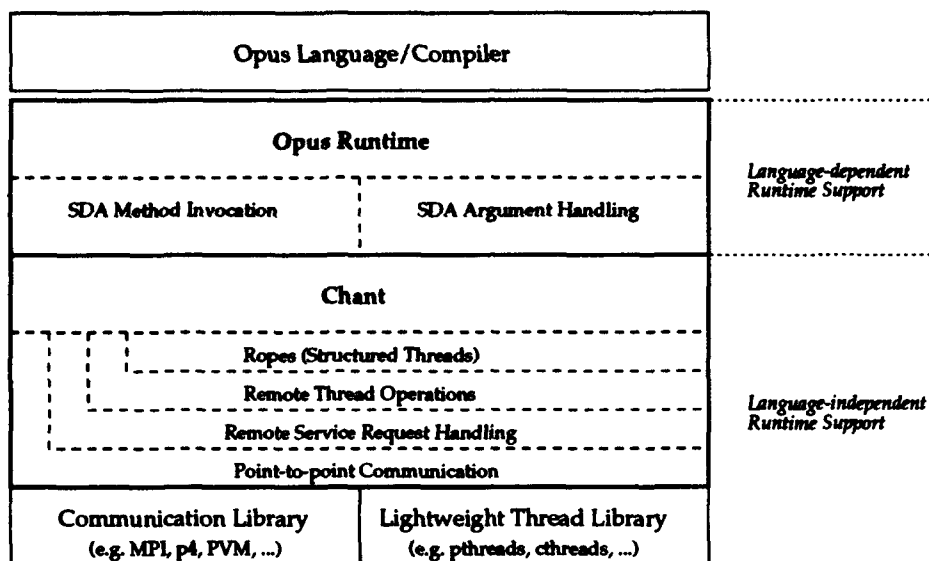 Opus Language/Compiler
Opus Runtime
SDA Method Invocation
SDA Argument Handling
Language-dependent
Runtime Support
Chant
Ropes (Structured Threads)
Remote Thread Operations
Remote Service Request Handling
Point-to-point Communication
Language-independent
Runtime Support
Communication Library
(e.g. MPI, p4, PVM, ...)
Lightweight Thread Library
(e.g. pthreads, cthreads, ...)